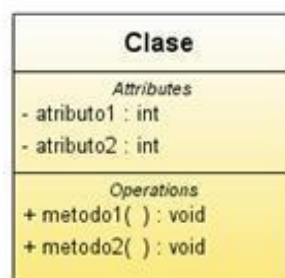 Clase
Attributes
- atributo1 : int
- atributo2 : int
Operations
+ metodo1( ) : void
+ metodo2( ) : void